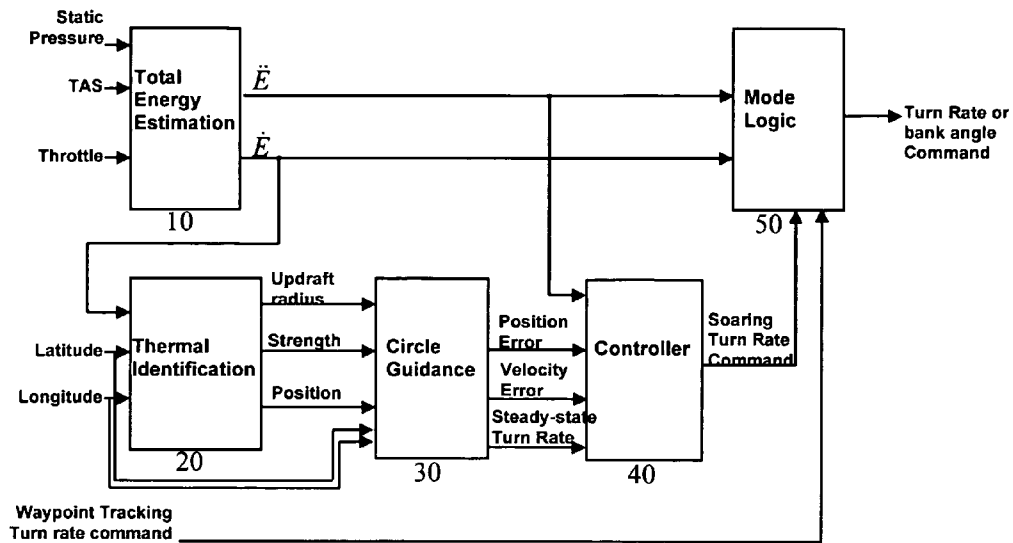 Static
Pressure
TAS
Throttle
Total
Energy
Estimation
10
Ë
Ė
Mode
Logic
50
Turn Rate or
bank angle
Command
Latitude
Longitude
Thermal
Identification
20
Updraft
radius
Strength
Position
Circle
Guidance
30
Position
Error
Velocity
Error
Steady-state
Turn Rate
Controller
40
Soaring
Turn Rate
Command
Waypoint Tracking
Turn rate command